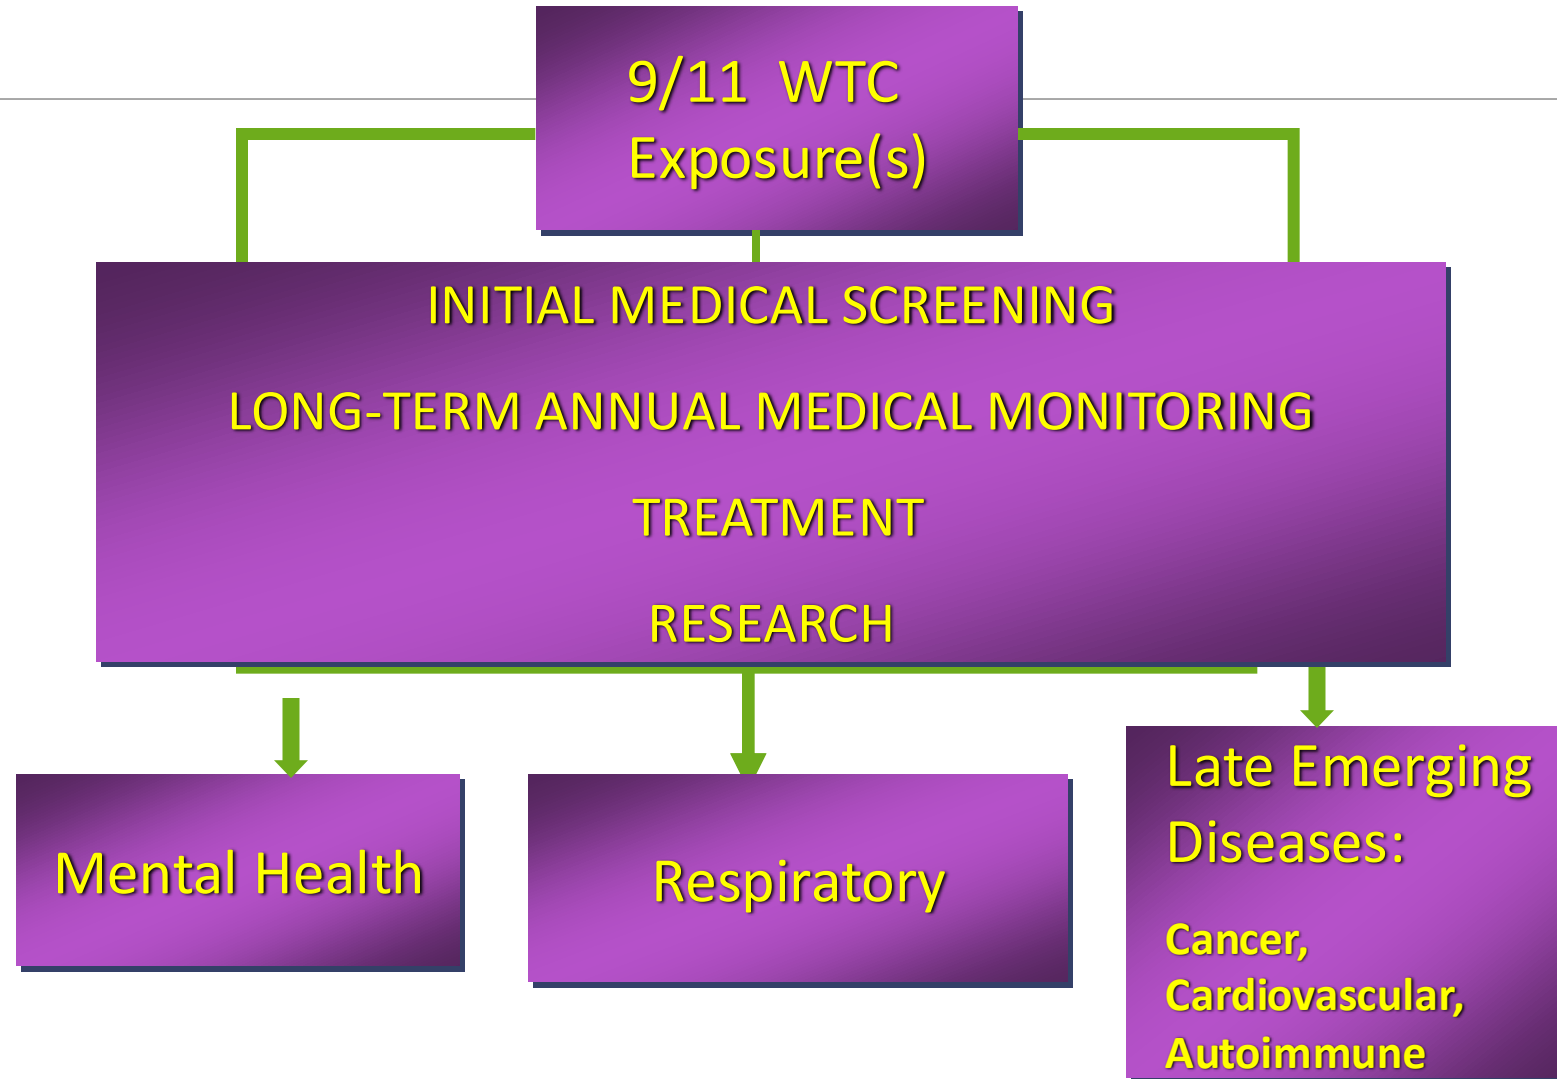 9/11 WTC
Exposure(s)
INITIAL MEDICAL SCREENING
LONG-TERM ANNUAL MEDICAL MONITORING
TREATMENT
RESEARCH
Mental Health
Respiratory
Late Emerging
Diseases:
Cancer,
Cardiovascular,
Autoimmune